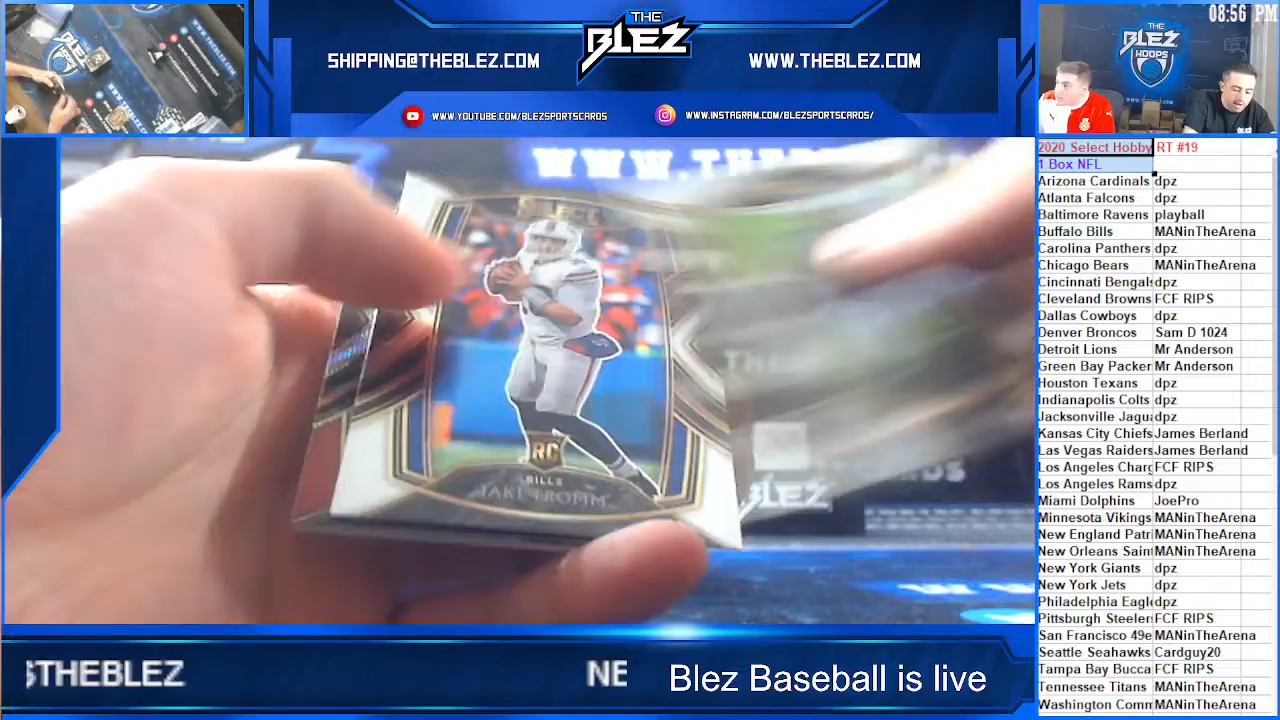 08:56 PM
THE
BLEZ
SHIPPING@THEBLEZ.COM
WWW.THEBLEZ.COM
WWW.YOUTUBE.COM/BLEZSPORTSCARDS
WWW.INSTAGRAM.COM/BLEZSPORTSCARDS/
THE
BLEZ
HOOPS
WWW.THE
RC
BILLS
JAKE FROMM
BLEZ
2020 Select Hobby RT #19
1 Box NFL
Arizona Cardinals dpz
Atlanta Falcons dpz
Baltimore Ravens playball
Buffalo Bills MANinTheArena
Carolina Panthers dpz
Chicago Bears MANinTheArena
Cincinnati Bengals dpz
Cleveland Browns FCF RIPS
Dallas Cowboys dpz
Denver Broncos Sam D 1024
Detroit Lions Mr Anderson
Green Bay Packer Mr Anderson
Houston Texans dpz
Indianapolis Colts dpz
Jacksonville Jagua dpz
Kansas City Chiefs James Berland
Las Vegas Raiders James Berland
Los Angeles Charg FCF RIPS
Los Angeles Rams dpz
Miami Dolphins JoePro
Minnesota Vikings MANinTheArena
New England Patri MANinTheArena
New Orleans Saint MANinTheArena
New York Giants dpz
New York Jets dpz
Philadelphia Eagle dpz
Pittsburgh Steelers FCF RIPS
San Francisco 49e MANinTheArena
Seattle Seahawks Cardguy20
Tampa Bay Bucca FCF RIPS
Tennessee Titans MANinTheArena
Washington Comm MANinTheArena
STHEBLEZ
NE
Blez Baseball is live